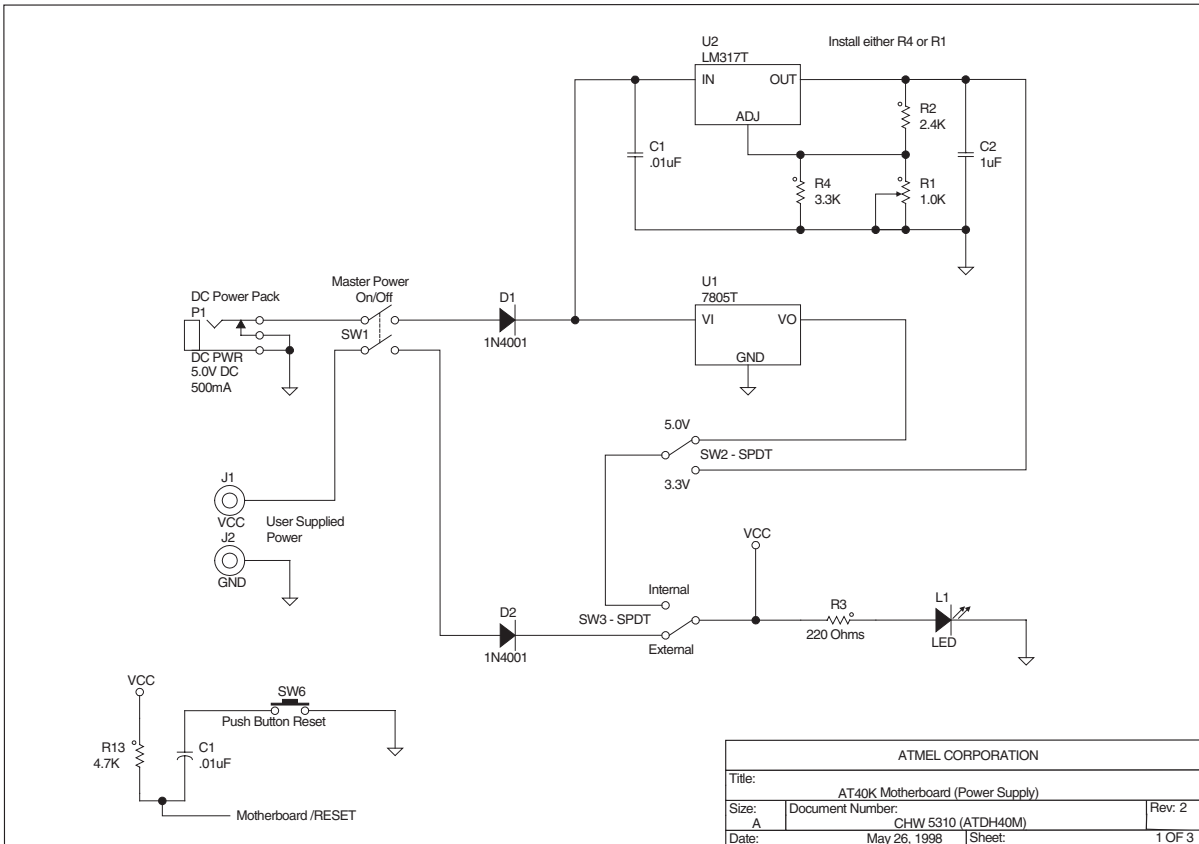 U2
LM317T
Install either R4 or R1
IN
OUT
ADJ
R2
2.4K
C1
.01uF
C2
1uF
R4
3.3K
R1
1.0K
DC Power Pack
P1
DC PWR
5.0V DC
500mA
Master Power
On/Off
SW1
D1
1N4001
U1
7805T
VI
VO
GND
5.0V
SW2 - SPDT
3.3V
J1
VCC
User Supplied
Power
J2
GND
VCC
Internal
SW3 - SPDT
External
D2
1N4001
R3
220 Ohms
L1
LED
VCC
SW6
Push Button Reset
R13
4.7K
C1
.01uF
Motherboard /RESET
ATMEL CORPORATION
Title:
AT40K Motherboard (Power Supply)
Size:
A
Document Number:
CHW 5310 (ATDH40M)
Rev: 2
Date:
May 26, 1998
Sheet:
1 OF 3